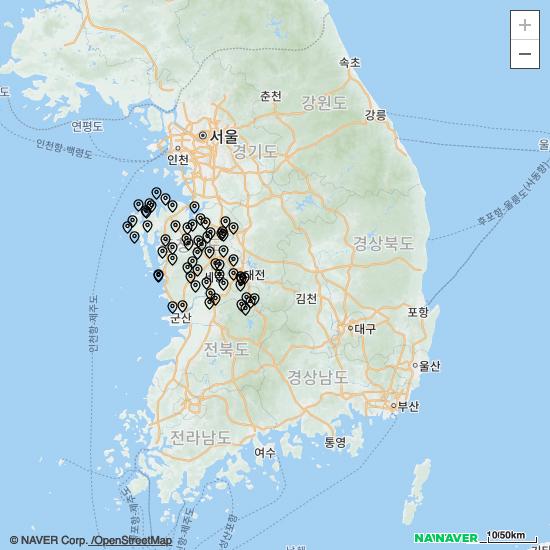 +
−
속초
춘천
강원도
강릉
도
연평도
서울
인천항-백령도
인천
경기도
울
후포항-울릉도(사동항)
경상북도
대전
김천
인천항-제주도
포항
군산
대구
전북도
울산
경상남도
부산
전라남도
통영
여수
© NAVER Corp. /OpenStreetMap
NAVER
10/50km